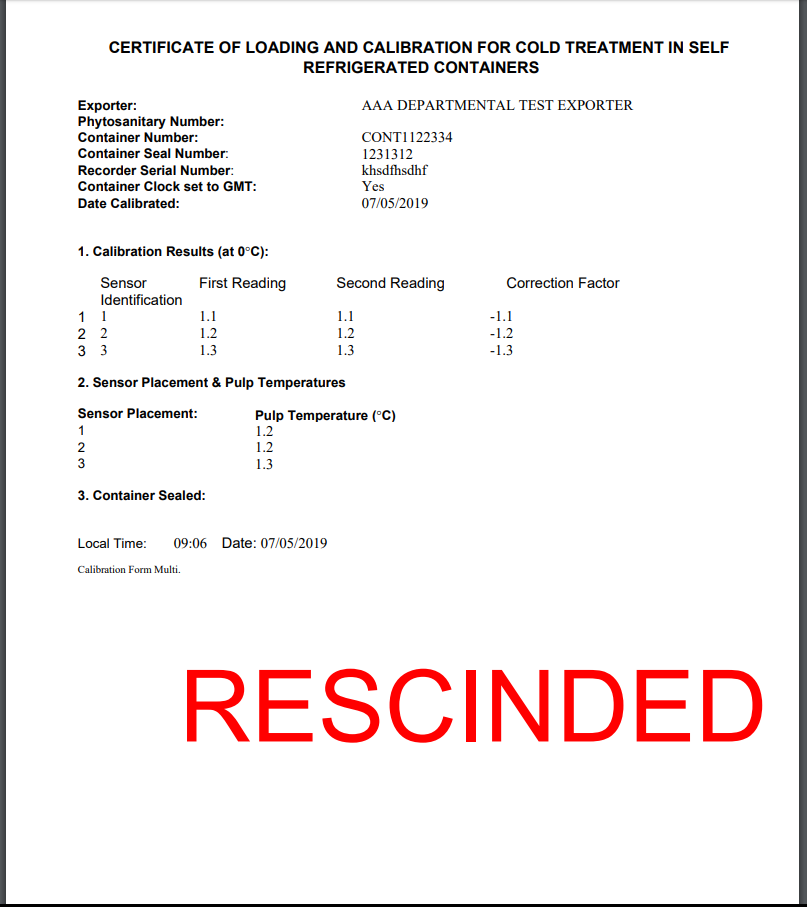 CERTIFICATE OF LOADING AND CALIBRATION FOR COLD TREATMENT IN SELF
REFRIGERATED CONTAINERS
Exporter: AAA DEPARTMENTAL TEST EXPORTER
Phytosanitary Number:
Container Number: CONT1122334
Container Seal Number: 1231312
Recorder Serial Number: khsdfhsdhf
Container Clock set to GMT: Yes
Date Calibrated: 07/05/2019
1. Calibration Results (at 0°C):
Sensor First Reading Second Reading Correction Factor
Identification
1 1 1.1 1.1 -1.1
2 2 1.2 1.2 -1.2
3 3 1.3 1.3 -1.3
2. Sensor Placement & Pulp Temperatures
Sensor Placement: Pulp Temperature (°C)
1 1.2
2 1.2
3 1.3
3. Container Sealed:
Local Time: 09:06 Date: 07/05/2019
Calibration Form Multi.
RESCINDED